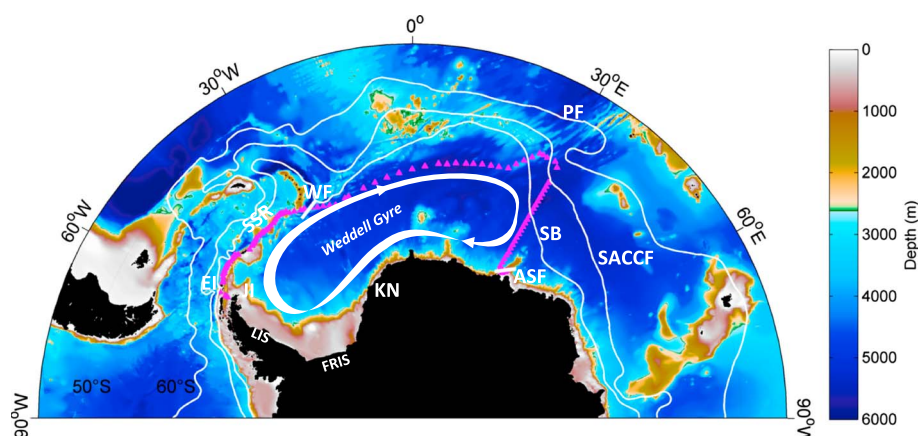 0°
30°W
30°E
PF
WF
60°W
60°E
SSR
Weddell Gyre
SB
SACCF
EI
JI
KN
ASF
LIS
FRIS
50°S
60°S
90°W
90°W
0
1000
2000
3000
4000
5000
6000
Depth (m)